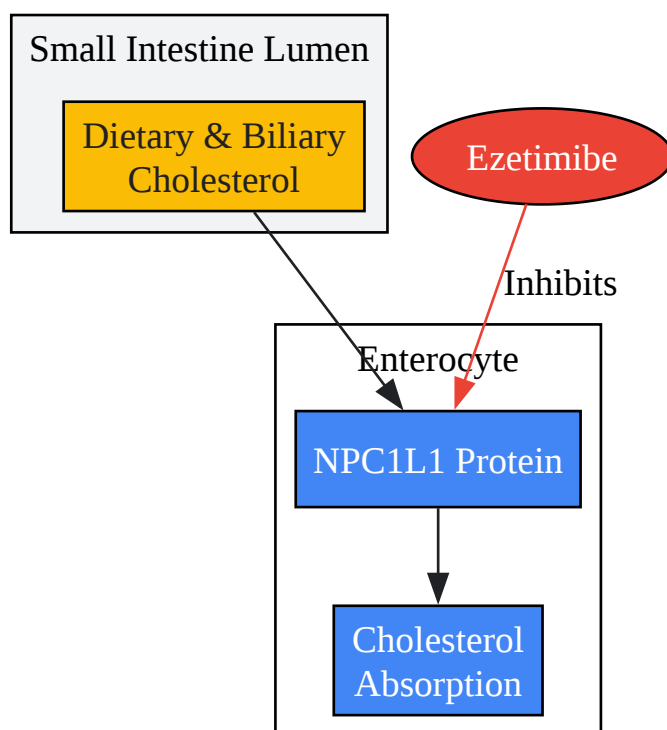 Small Intestine Lumen
Dietary & Biliary
Cholesterol
Ezetimibe
Inhibits
Enterocyte
NPC1L1 Protein
Cholesterol
Absorption